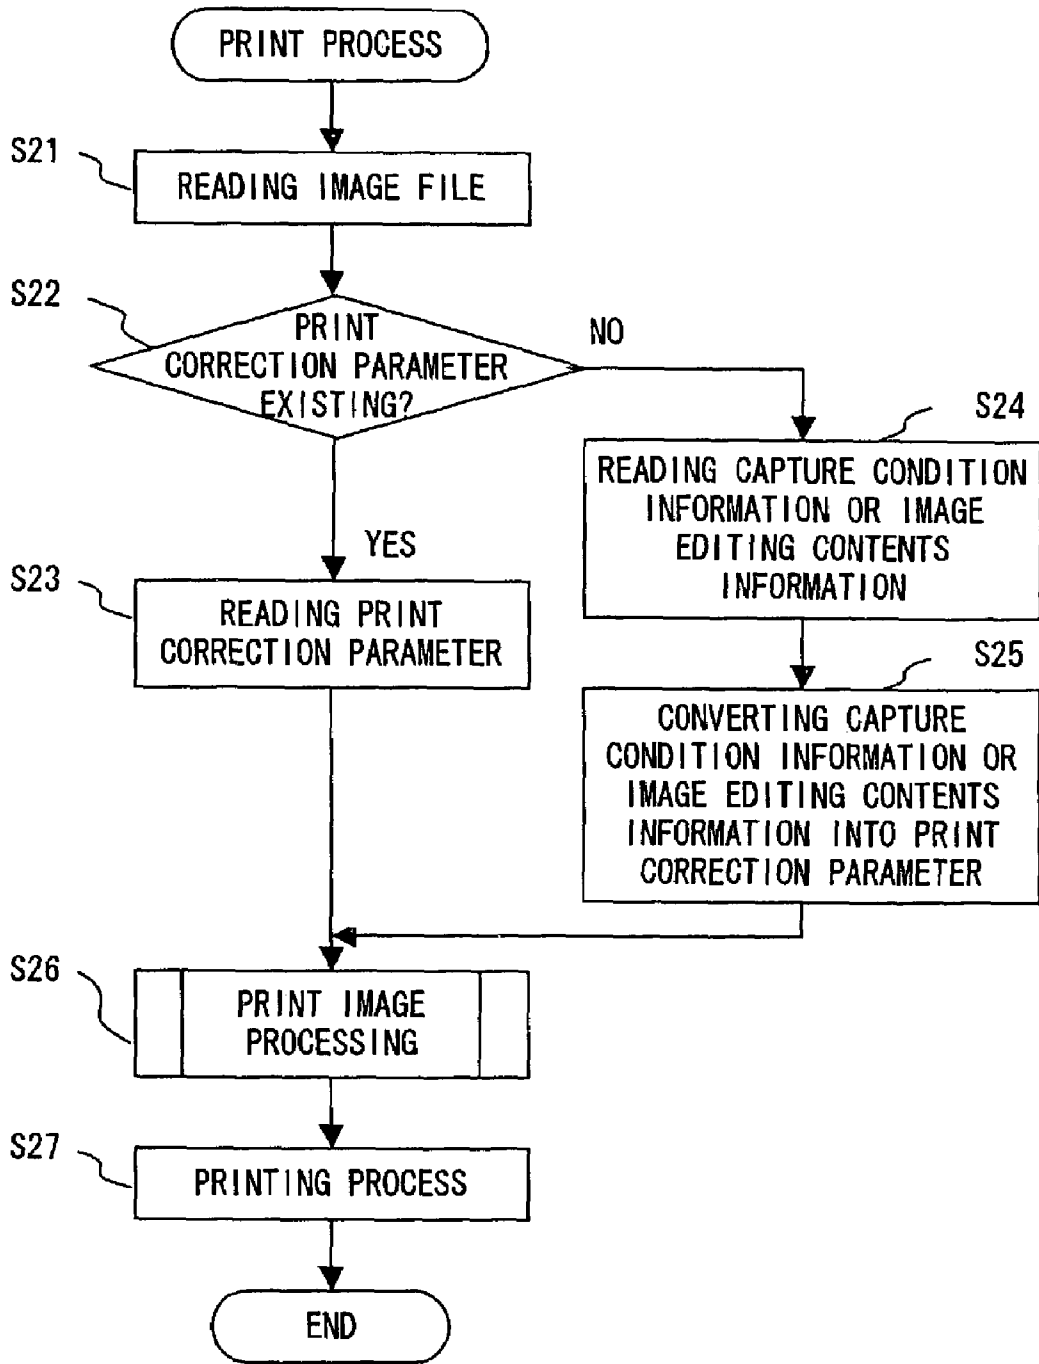 PRINT PROCESS
S21
READING IMAGE FILE
S22
PRINT
CORRECTION PARAMETER
EXISTING?
NO
YES
S23
READING PRINT
CORRECTION PARAMETER
S24
READING CAPTURE CONDITION
INFORMATION OR IMAGE
EDITING CONTENTS
INFORMATION
S25
CONVERTING CAPTURE
CONDITION INFORMATION OR
IMAGE EDITING CONTENTS
INFORMATION INTO PRINT
CORRECTION PARAMETER
S26
PRINT IMAGE
PROCESSING
S27
PRINTING PROCESS
END